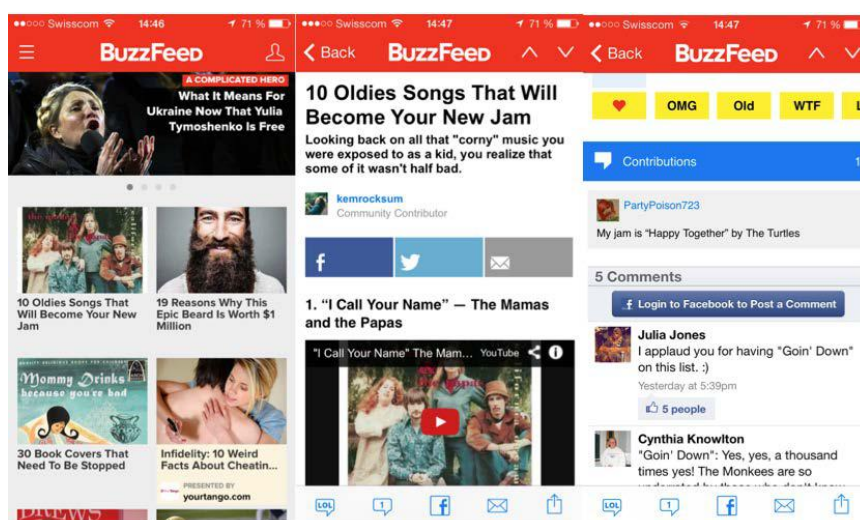 Swisscom 14:46 71 %
BuzzFeed
A COMPLICATED HERO
What It Means For
Ukraine Now That Yulia
Tymoshenko Is Free
10 Oldies Songs That
Will Become Your New
Jam
19 Reasons Why This
Epic Beard Is Worth $1
Million
Mommy Drinks
because you're bad
30 Book Covers That
Need To Be Stopped
Infidelity: 10 Weird
Facts About Cheatin...
PRESENTED BY
yourtango.com
Swisscom 14:47 71 %
Back BuzzFeed
10 Oldies Songs That Will
Become Your New Jam
Looking back on all that "corny" music you
were exposed to as a kid, you realize that
some of it wasn't half bad.
kemrocksum
Community Contributor
1. “I Call Your Name” — The Mamas
and the Papas
"I Call Your Name" The Mam... YouTube
LOL 1
Swisscom 14:47 71 %
Back BuzzFeed
OMG Old WTF L
Contributions 1
PartyPoison723
My jam is “Happy Together” by The Turtles
5 Comments
Login to Facebook to Post a Comment
Julia Jones
I applaud you for having "Goin' Down"
on this list. :)
Yesterday at 5:39pm
5 people
Cynthia Knowlton
"Goin' Down": Yes, yes, a thousand
times yes! The Monkees are so
LOL 1